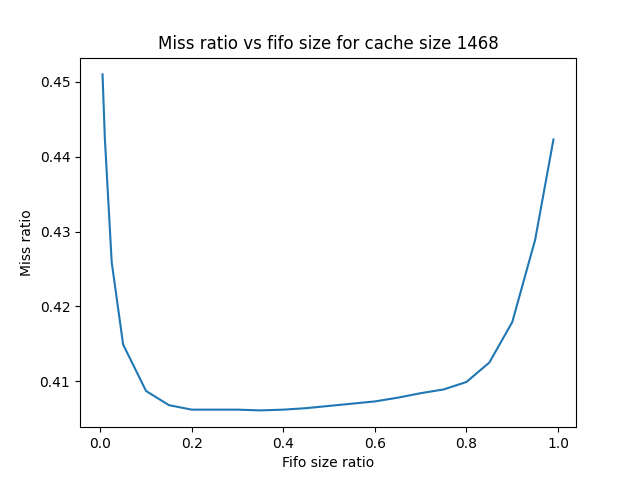 Miss ratio vs fifo size for cache size 1468
0.45
0.44
0.43
0.42
0.41
Miss ratio
0.0 0.2 0.4 0.6 0.8 1.0
Fifo size ratio